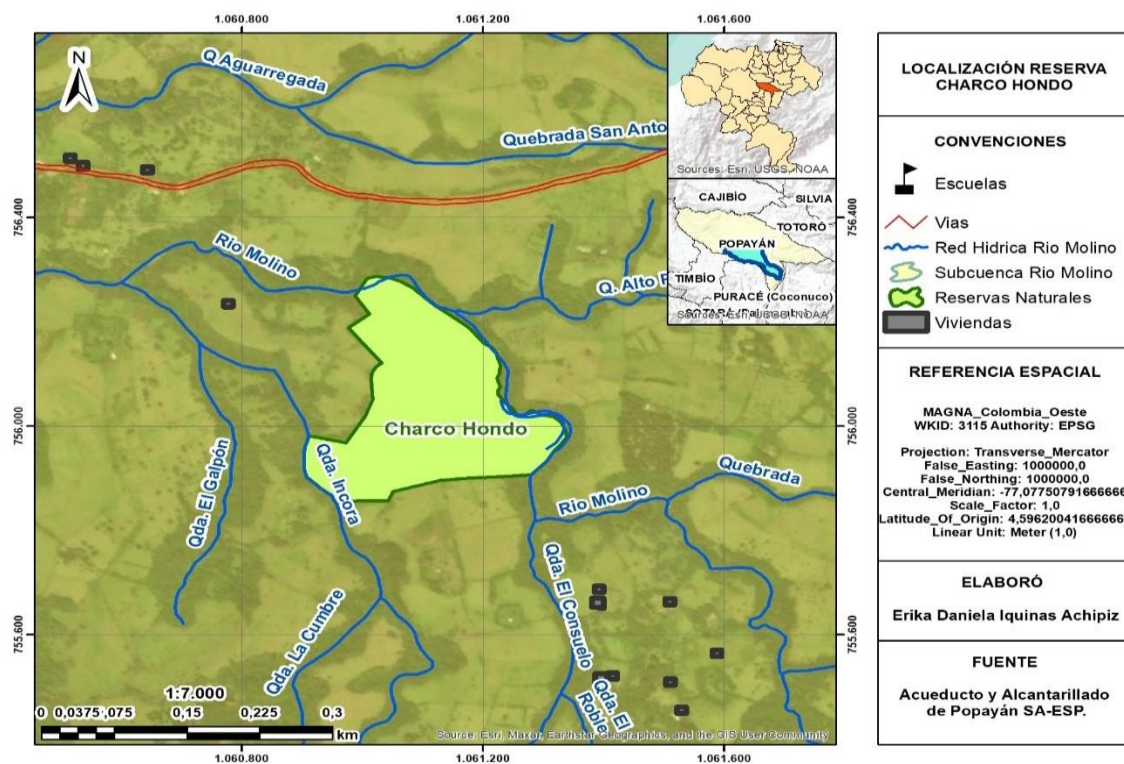 1.060.800
1.061.200
1.061.600
N
Q Aguarregada
Quebrada San Anto
Rio Molino
Q. Alto
Charco Hondo
Qda. El Galpón
Qda. Incora
Quebrada
Rio Molino
Qda. El Consuelo
Qda. La Cumbre
Qda. El
Roble
756.400
756.000
755.600
756.400
756.000
755.600
1:7.000
0 0,0375,075 0,15 0,225 0,3
km
Source: Esri, Maxar, Earthstar Geographics, and the GIS User Community
1.060.800
1.061.200
1.061.600
Sources: Esri, USGS, NOAA
CAJIBÍO
SILVIA
TOTORÓ
POPAYÁN
TIMBÍO
PURACÉ (Coconuco)
Sources: Esri, USGS, NOAA
LOCALIZACIÓN RESERVA
CHARCO HONDO
CONVENCIONES
Escuelas
Vias
Red Hidrica Rio Molino
Subcuenca Rio Molino
Reservas Naturales
Viviendas
REFERENCIA ESPACIAL
MAGNA_Colombia_Oeste
WKID: 3115 Authority: EPSG
Projection: Transverse_Mercator
False_Easting: 1000000,0
False_Northing: 1000000,0
Central_Meridian: -77,07750791666666
Scale_Factor: 1,0
Latitude_Of_Origin: 4,59620041666666
Linear Unit: Meter (1,0)
ELABORÓ
Erika Daniela Iquinas Achipiz
FUENTE
Acueducto y Alcantarillado
de Popayán SA-ESP.